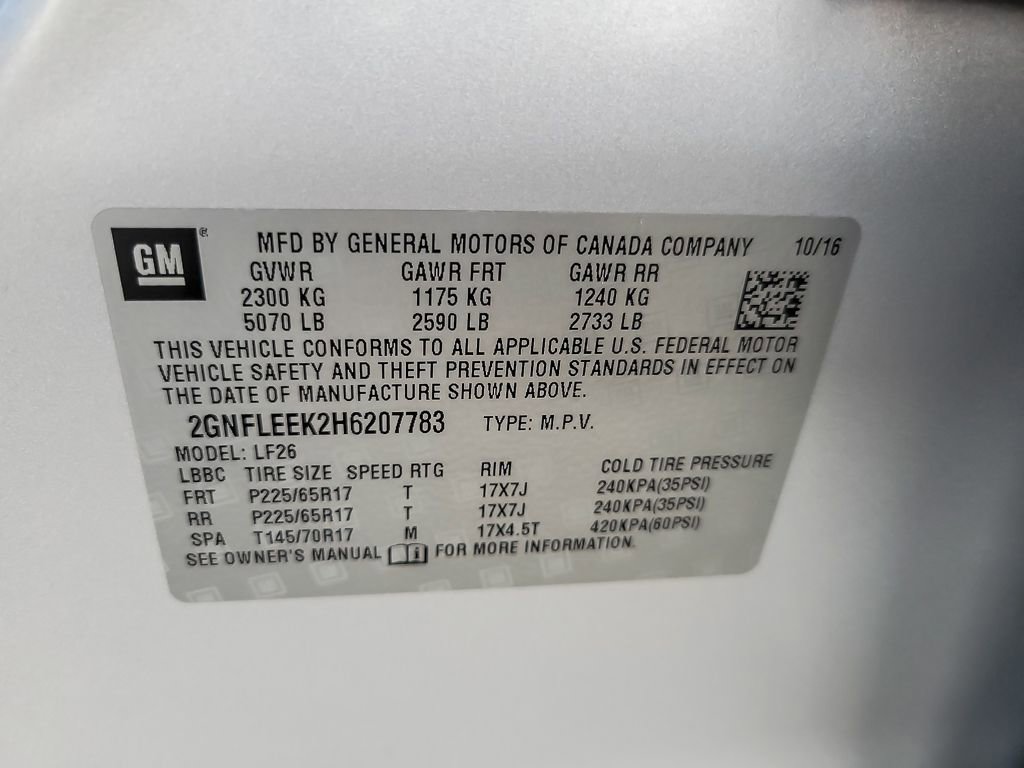 GM
MFD BY GENERAL MOTORS OF CANADA COMPANY 10/16
GVWR GAWR FRT GAWR RR
2300 KG 1175 KG 1240 KG
5070 LB 2590 LB 2733 LB
THIS VEHICLE CONFORMS TO ALL APPLICABLE U.S. FEDERAL MOTOR
VEHICLE SAFETY AND THEFT PREVENTION STANDARDS IN EFFECT ON
THE DATE OF MANUFACTURE SHOWN ABOVE.
2GNFLEEK2H6207783 TYPE: M.P.V.
MODEL: LF26
LBBC TIRE SIZE SPEED RTG RIM COLD TIRE PRESSURE
FRT P225/65R17 T 17X7J 240KPA(35PSI)
RR P225/65R17 T 17X7J 240KPA(35PSI)
SPA T145/70R17 M 17X4.5T 420KPA(60PSI)
SEE OWNER'S MANUAL FOR MORE INFORMATION.